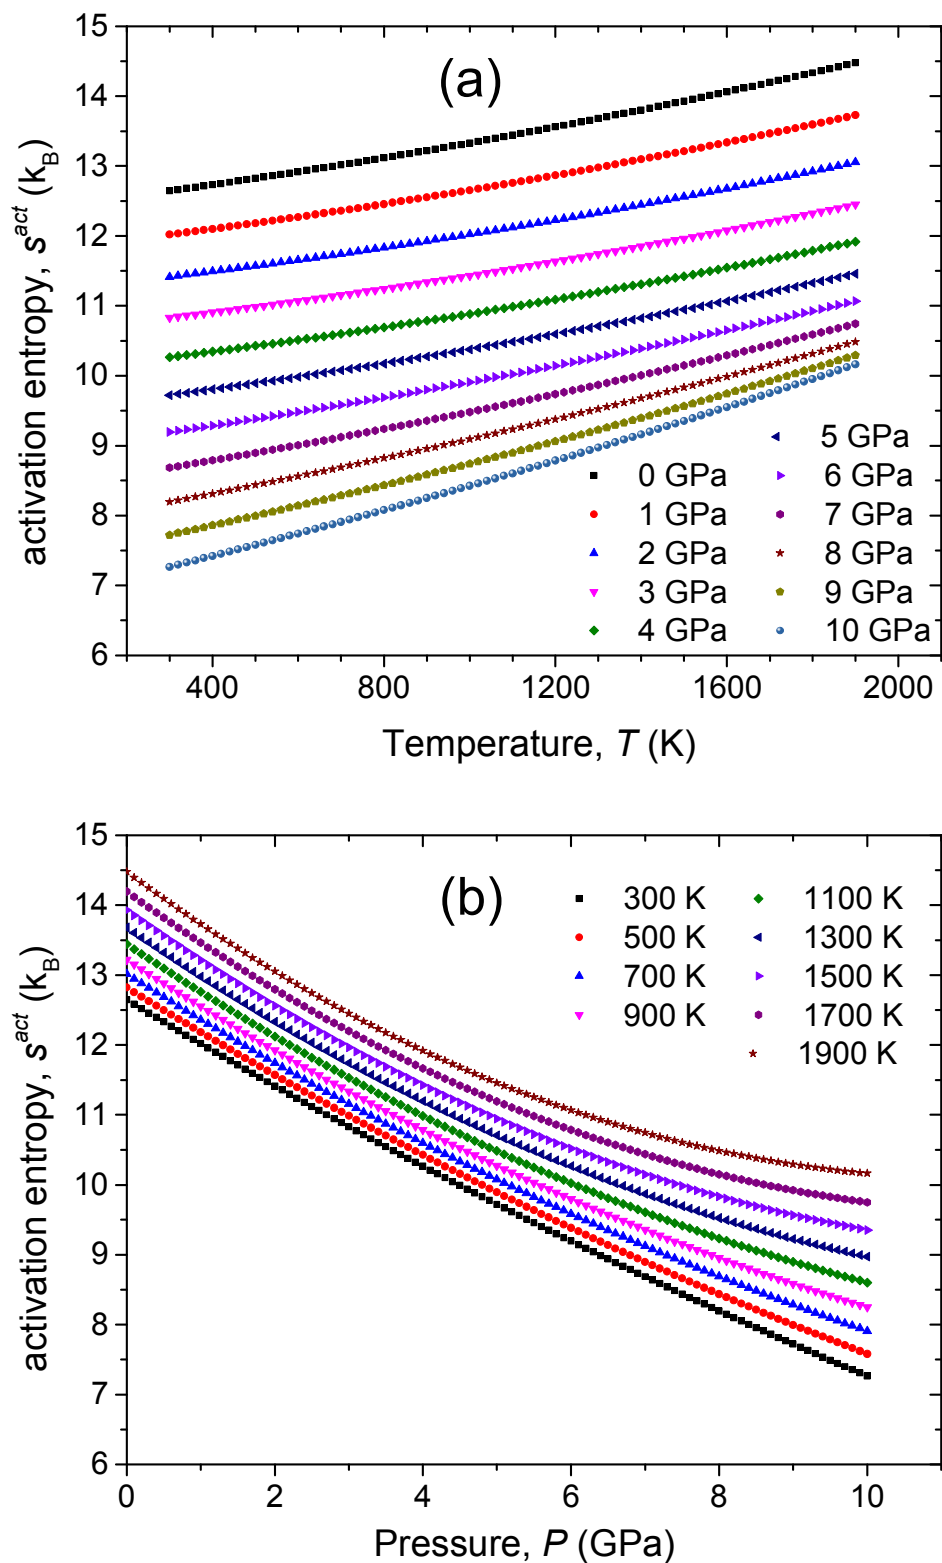 15
14
13
12
11
10
9
8
7
6
activation entropy, s^act (k_B)
(a)
0 GPa
1 GPa
2 GPa
3 GPa
4 GPa
5 GPa
6 GPa
7 GPa
8 GPa
9 GPa
10 GPa
400 800 1200 1600 2000
Temperature, T (K)
15
14
13
12
11
10
9
8
7
6
activation entropy, s^act (k_B)
(b)
300 K
500 K
700 K
900 K
1100 K
1300 K
1500 K
1700 K
1900 K
0 2 4 6 8 10
Pressure, P (GPa)